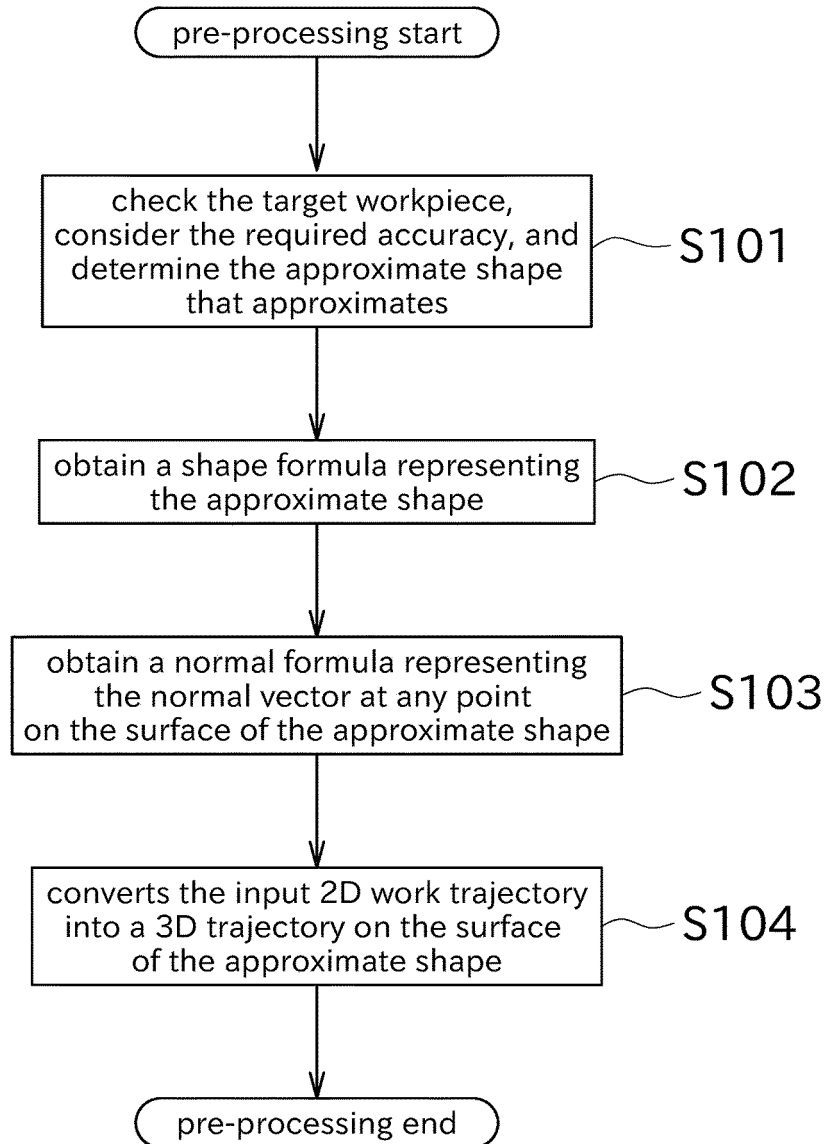 pre-processing start
check the target workpiece,
consider the required accuracy, and
determine the approximate shape
that approximates
S101
obtain a shape formula representing
the approximate shape
S102
obtain a normal formula representing
the normal vector at any point
on the surface of the approximate shape
S103
converts the input 2D work trajectory
into a 3D trajectory on the surface
of the approximate shape
S104
pre-processing end